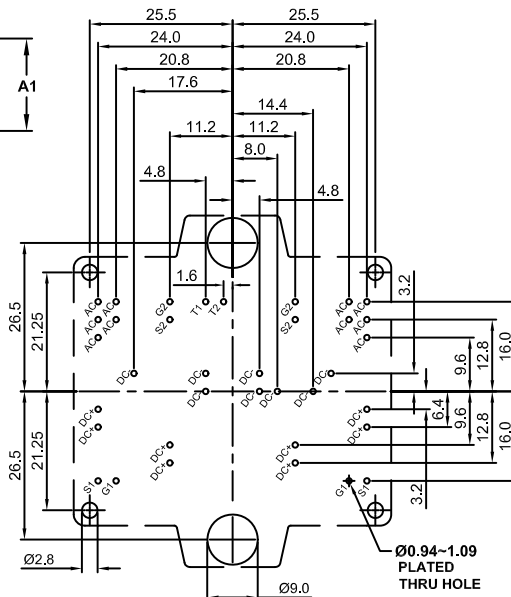 25.5 25.5
24.0 24.0
20.8 20.8
A1
17.6
14.4
11.2 11.2
8.0
4.8
4.8
1.6
3.2
26.5
21.25
AC AC G2 T1 T2 G2 AC AC
AC AC S2 S2 AC
AC AC
9.6
12.8
16.0
DC- DC- DC- DC-
DC- DC- DC- DC-
26.5
21.25
DC+ DC+
DC+ DC+
DC+ DC+
DC+ DC+
6.4
9.6
12.8
16.0
3.2
S1 G1 G1 S1
Ø2.8
Ø9.0
Ø0.94~1.09
PLATED
THRU HOLE